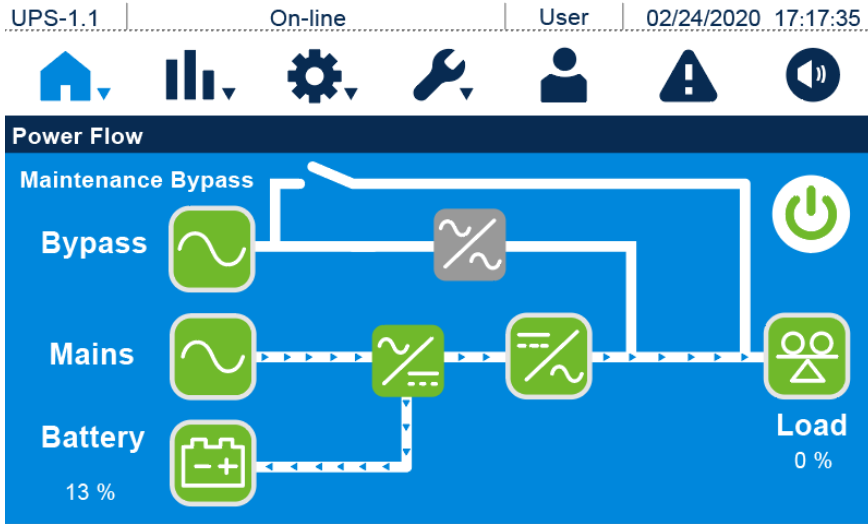 UPS-1.1 On-line User 02/24/2020 17:17:35
Power Flow
Maintenance Bypass
Bypass
Mains
Battery
13 %
Load
0 %